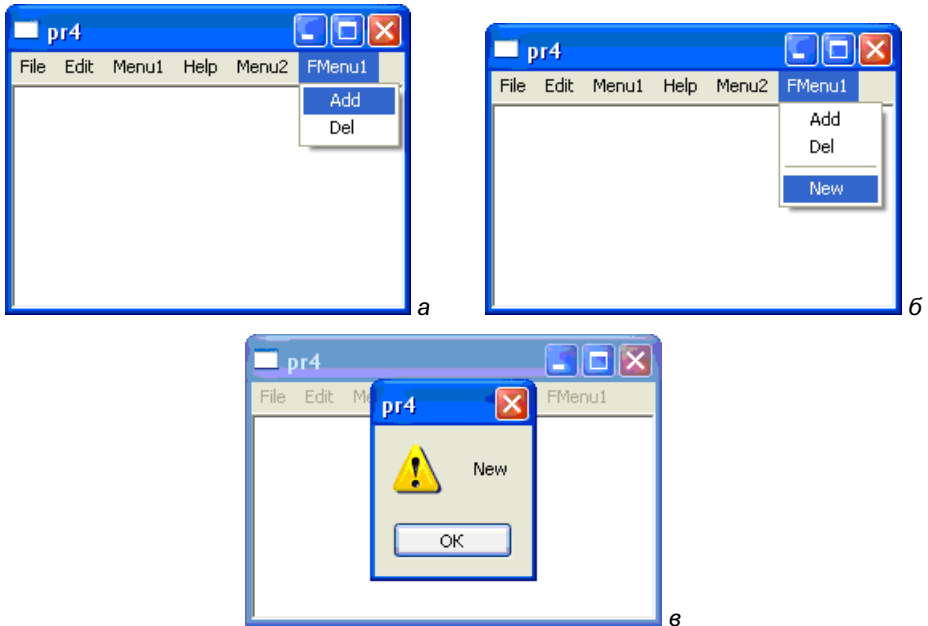 pr4
File Edit Menu1 Help Menu2 FMenu1
Add
Del
а
pr4
File Edit Menu1 Help Menu2 FMenu1
Add
Del
New
б
pr4
File Edit FMenu1
pr4
New
OK
в